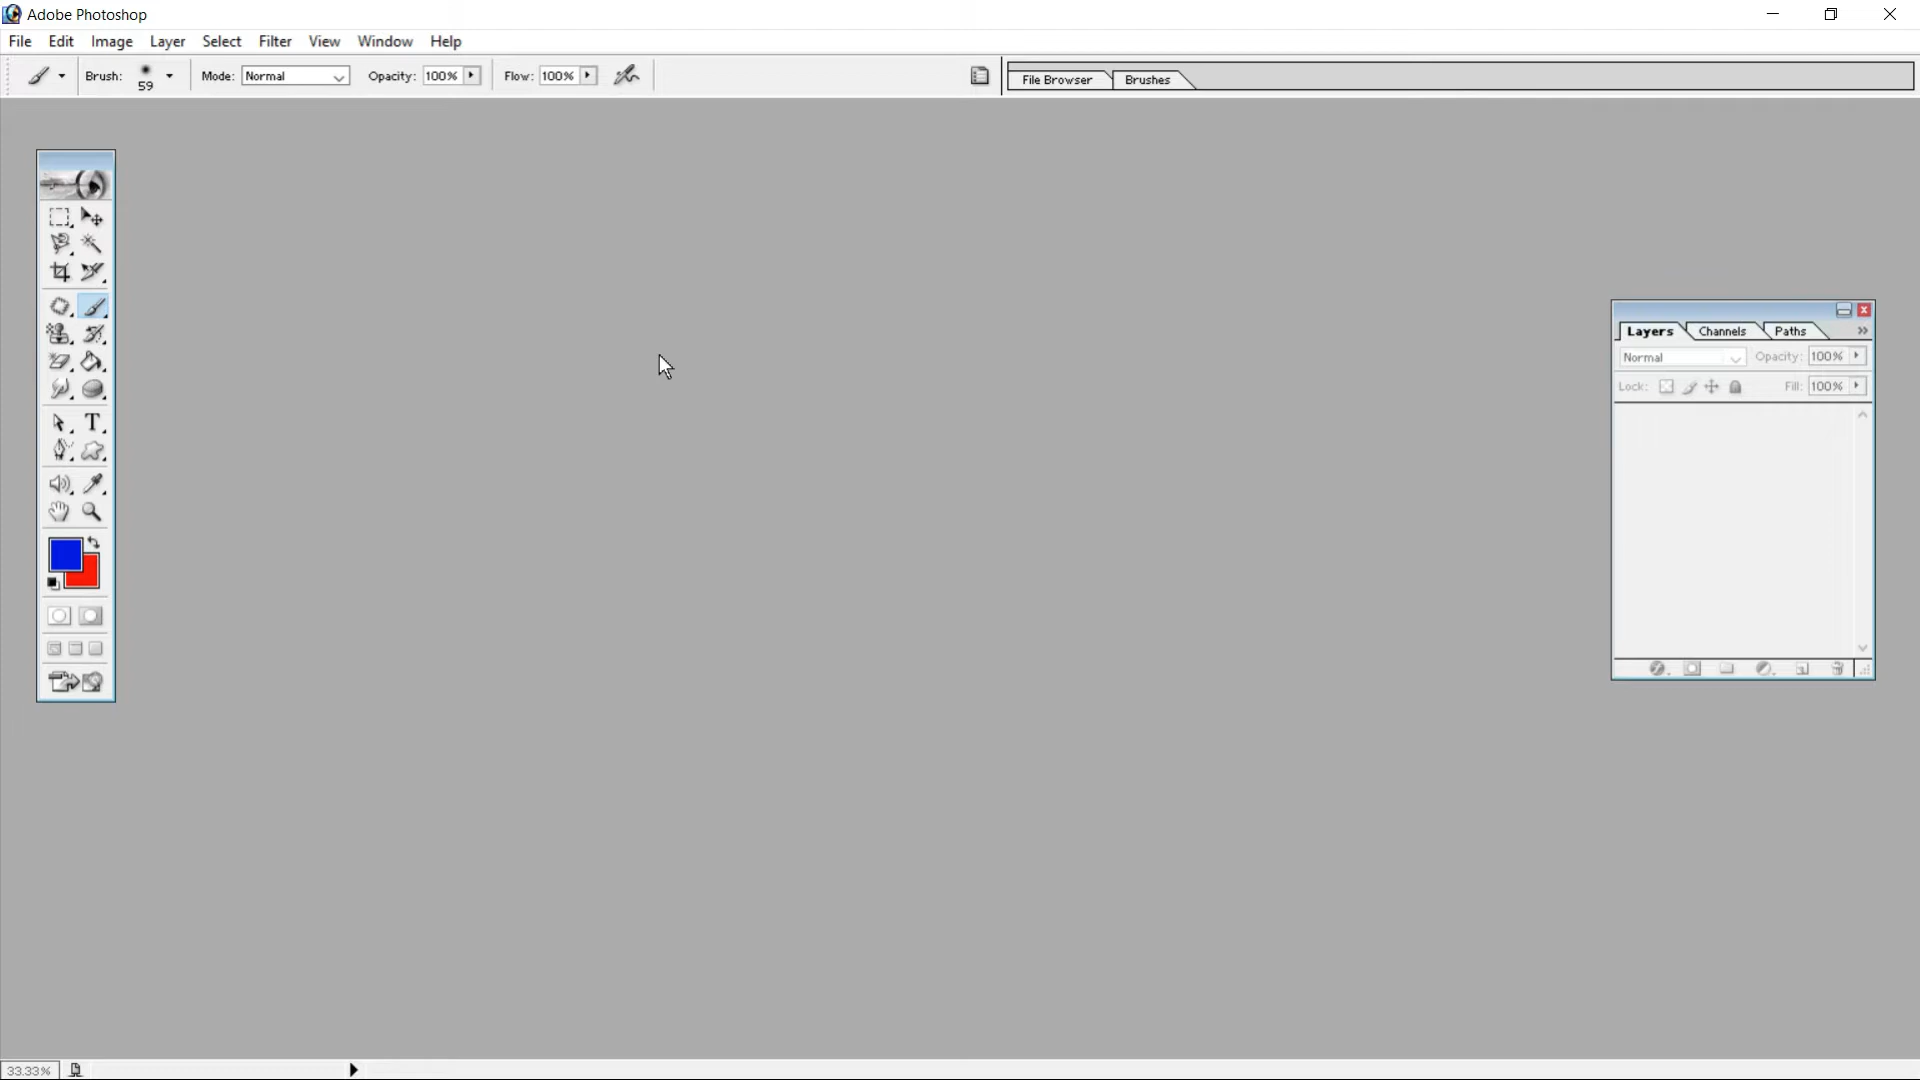 Adobe Photoshop
File Edit Image Layer Select Filter View Window Help
Brush: 59 Mode: Normal Opacity: 100% Flow: 100% File Browser Brushes
Layers Channels Paths
Normal Opacity: 100%
Lock: Fill: 100%
T
33.33%